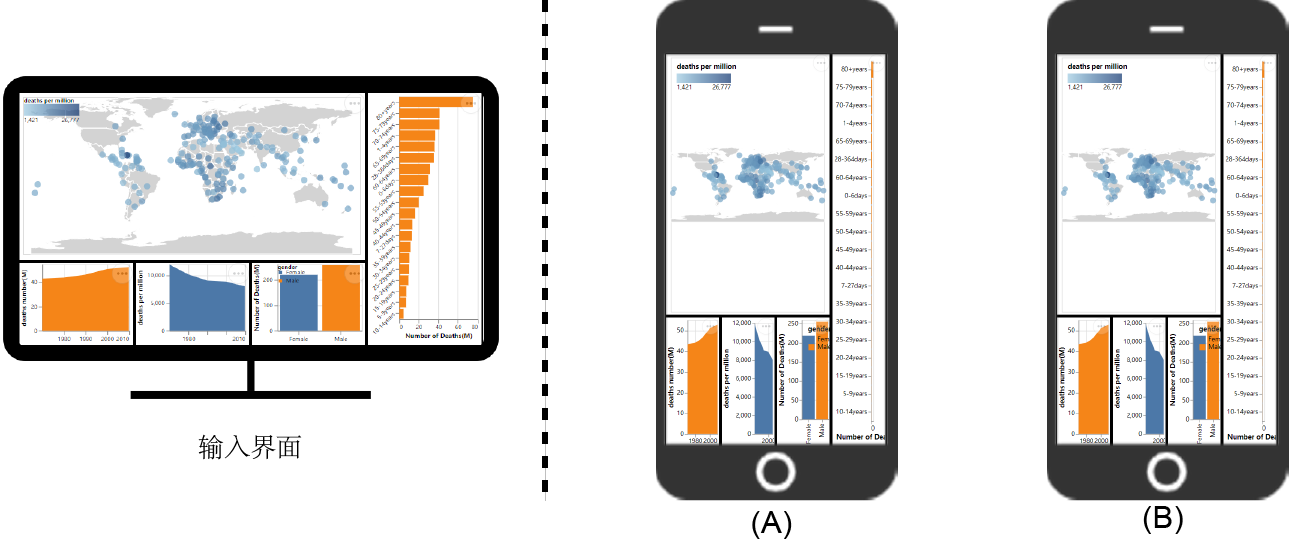 deaths per million
1,421 26,777
80+years
75-79years
70-74years
1-4years
65-69years
28-364days
60-64years
0-6days
55-59years
50-54years
45-49years
40-44years
7-27days
35-39years
30-34years
25-29years
20-24years
15-19years
5-9years
10-14years
0 20 40 60 80
Number of Deaths(M)
deaths number(M)
40
20
0
1980 1990 2000 2010
deaths per million
10,000
5,000
0
1990 2010
Number of Deaths(M)
200
100
0
gender
Female
Male
Female Male
输入界面
deaths per million
1,421 26,777
80+years
75-79years
70-74years
1-4years
65-69years
28-364days
60-64years
0-6days
55-59years
50-54years
45-49years
40-44years
7-27days
35-39years
30-34years
25-29years
20-24years
15-19years
5-9years
10-14years
0
Number of Dea
deaths number(M)
50
40
30
20
10
0
1980 2000
deaths per million
12,000
10,000
8,000
6,000
4,000
2,000
0
2000
Number of Deaths(M)
250
200
150
100
50
0
gender
Fem
Male
Female
Male
(A)
deaths per million
1,421 26,777
80+years
75-79years
70-74years
1-4years
65-69years
28-364days
60-64years
0-6days
55-59years
50-54years
45-49years
40-44years
7-27days
35-39years
30-34years
25-29years
20-24years
15-19years
5-9years
10-14years
0
Number of Dea
deaths number(M)
50
40
30
20
10
0
1980 2000
deaths per million
12,000
10,000
8,000
6,000
4,000
2,000
0
2000
Number of Deaths(M)
250
200
150
100
50
0
gender
Fem
Male
Female
Male
(B)